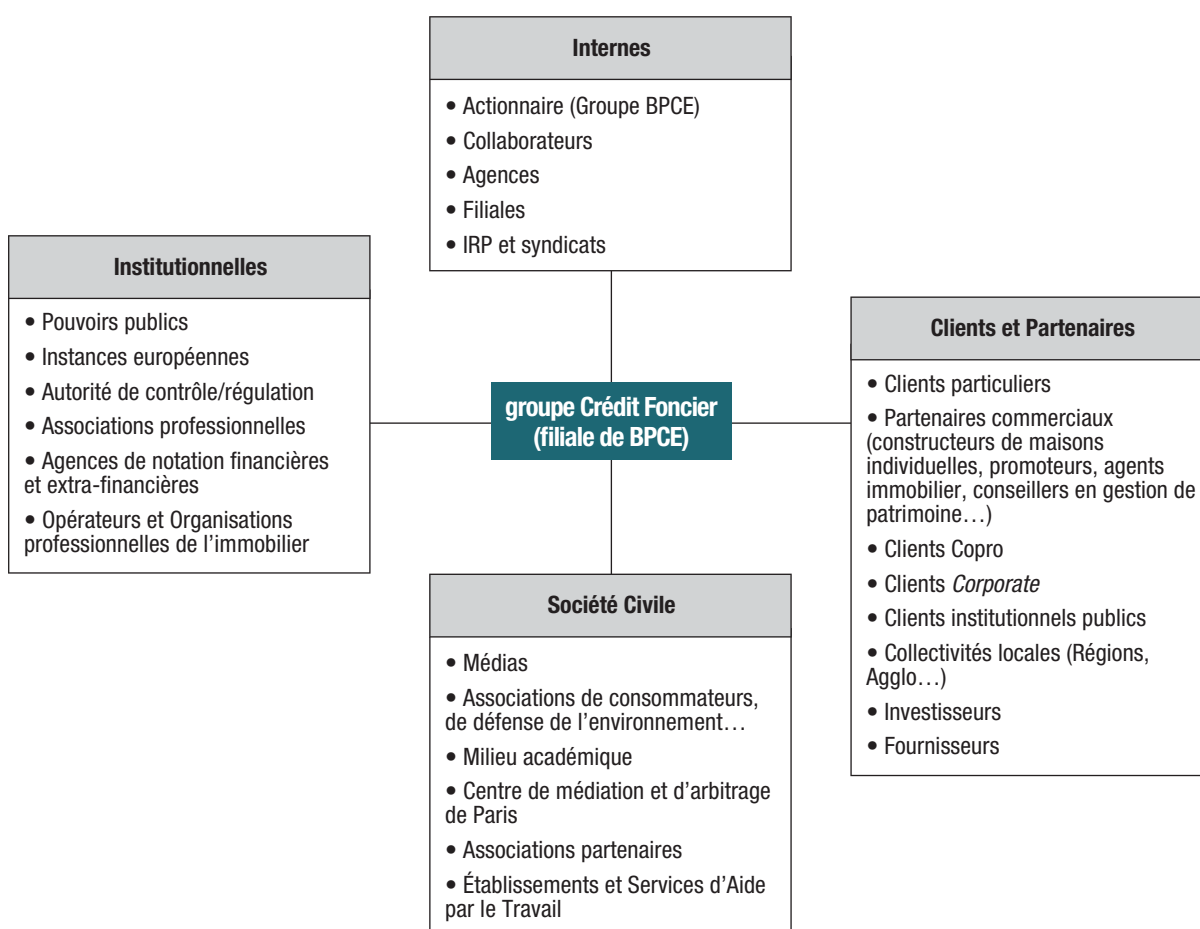 Internes
• Actionnaire (Groupe BPCE)
• Collaborateurs
• Agences
• Filiales
• IRP et syndicats
Institutionnelles
• Pouvoirs publics
• Instances européennes
• Autorité de contrôle/régulation
• Associations professionnelles
• Agences de notation financières
et extra-financières
• Opérateurs et Organisations
professionnelles de l'immobilier
groupe Crédit Foncier
(filiale de BPCE)
Clients et Partenaires
• Clients particuliers
• Partenaires commerciaux
(constructeurs de maisons
individuelles, promoteurs, agents
immobilier, conseillers en gestion de
patrimoine…)
• Clients Copro
• Clients Corporate
• Clients institutionnels publics
• Collectivités locales (Régions,
Agglo…)
• Investisseurs
• Fournisseurs
Société Civile
• Médias
• Associations de consommateurs,
de défense de l'environnement…
• Milieu académique
• Centre de médiation et d'arbitrage
de Paris
• Associations partenaires
• Établissements et Services d'Aide
par le Travail